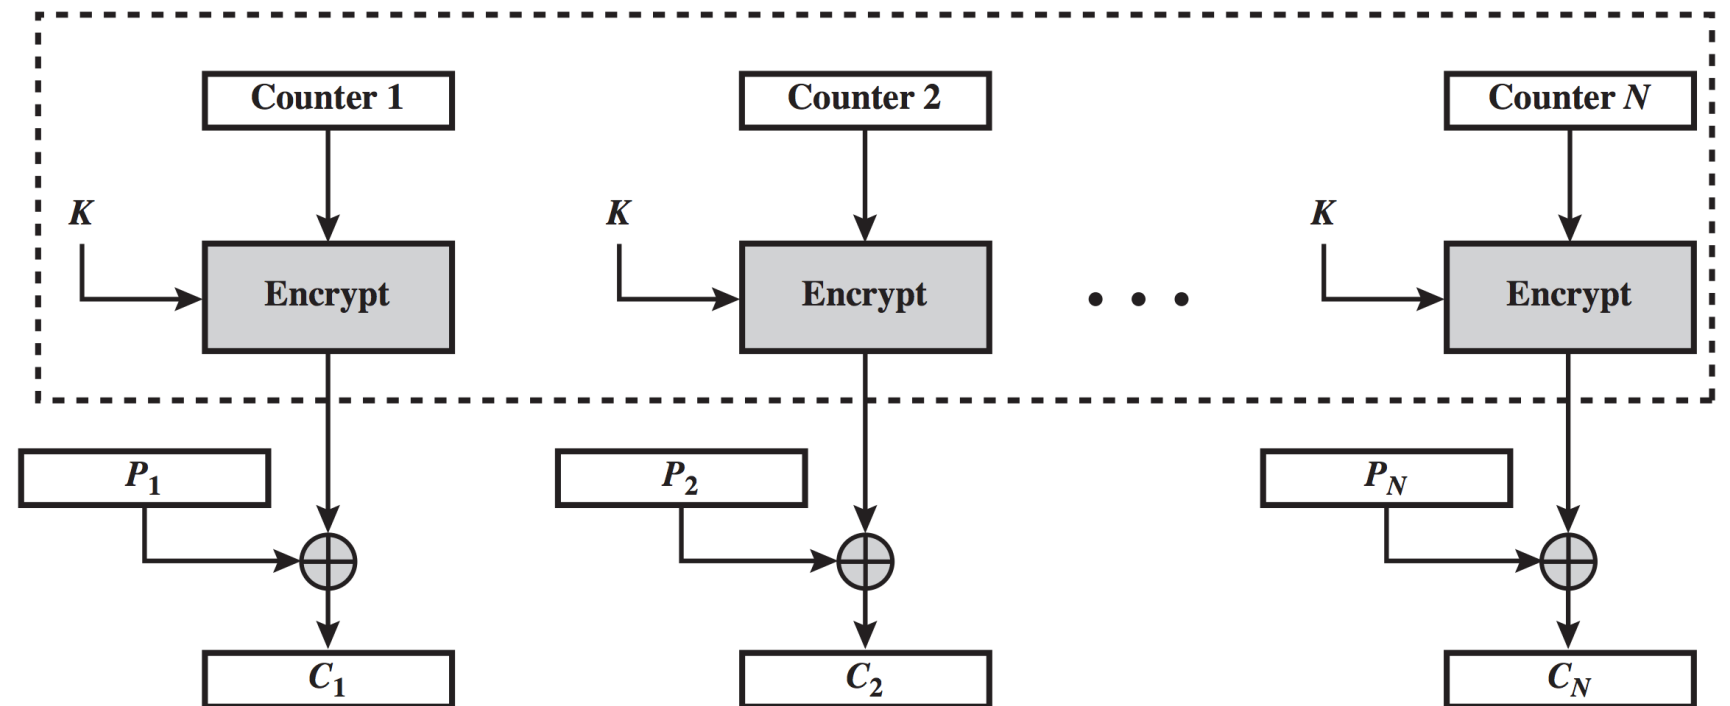 Counter 1 Counter 2 Counter N
K K K
Encrypt Encrypt • • • Encrypt
P1 P2 PN
C1 C2 CN